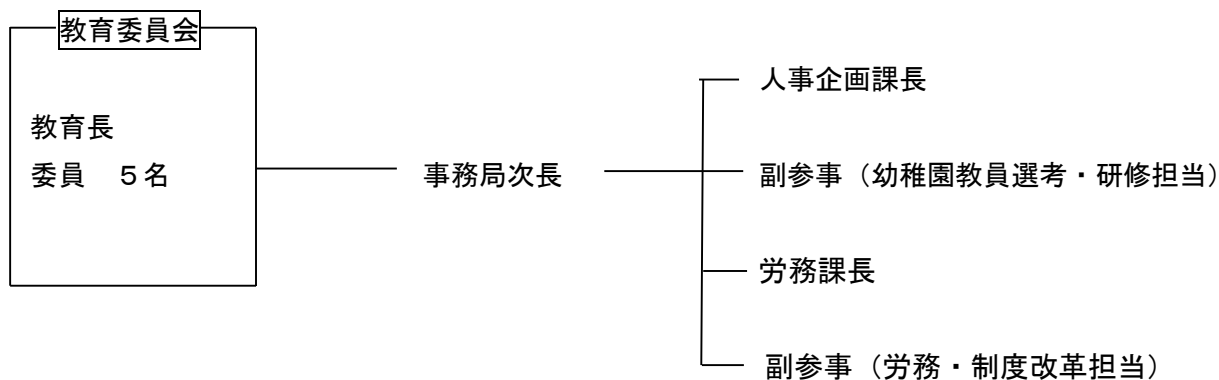 教育委員会
教育長
委員　５名
事務局次長
人事企画課長
副参事（幼稚園教員選考・研修担当）
労務課長
副参事（労務・制度改革担当）